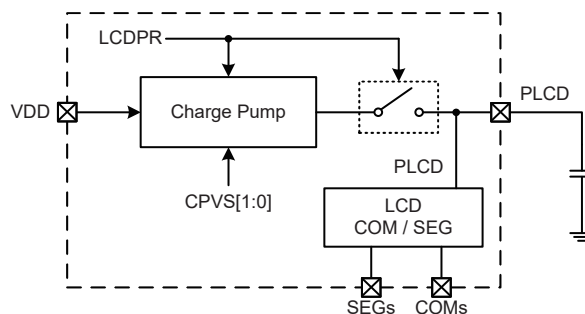 LCDPR
PLCD
VDD
Charge Pump
PLCD
CPVS[1:0]
LCD
COM / SEG
SEGs
COMs